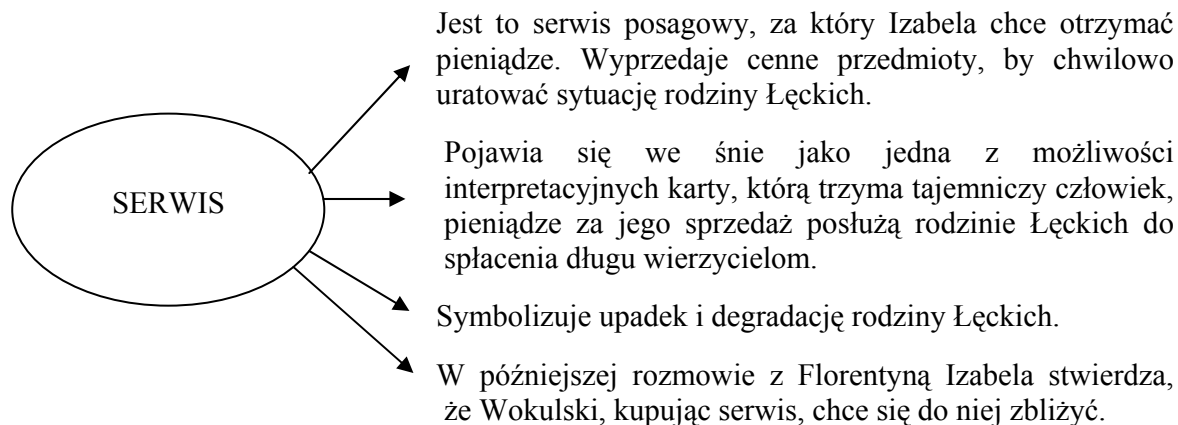 Jest to serwis posagowy, za który Izabela chce otrzymać
pieniądze. Wyprzedaje cenne przedmioty, by chwilowo
uratować sytuację rodziny Łęckich.
Pojawia się we śnie jako jedna z możliwości
interpretacyjnych karty, którą trzyma tajemniczy człowiek,
pieniądze za jego sprzedaż posłużą rodzinie Łęckich do
spłacenia długu wierzycielom.
SERWIS
Symbolizuje upadek i degradację rodziny Łęckich.
W późniejszej rozmowie z Florentyną Izabela stwierdza,
że Wokulski, kupując serwis, chce się do niej zbliżyć.